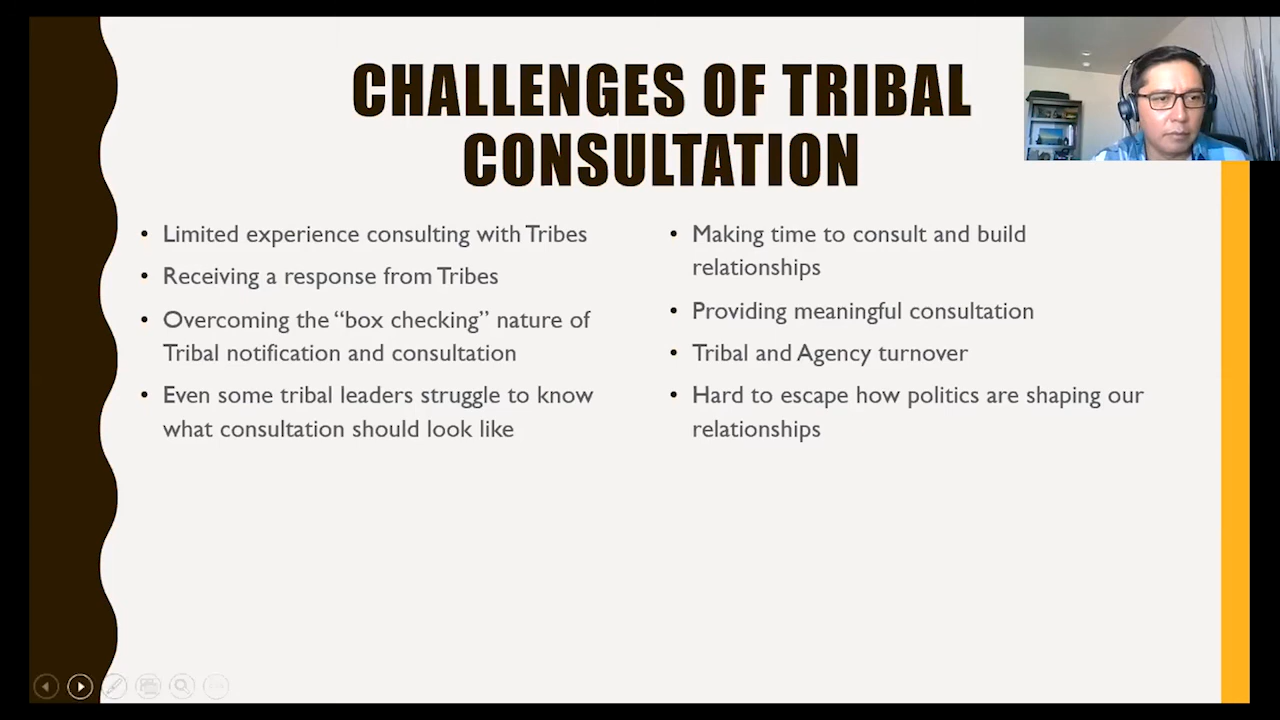 CHALLENGES OF TRIBAL
CONSULTATION
• Limited experience consulting with Tribes
• Receiving a response from Tribes
• Overcoming the “box checking” nature of
Tribal notification and consultation
• Even some tribal leaders struggle to know
what consultation should look like
• Making time to consult and build
relationships
• Providing meaningful consultation
• Tribal and Agency turnover
• Hard to escape how politics are shaping our
relationships